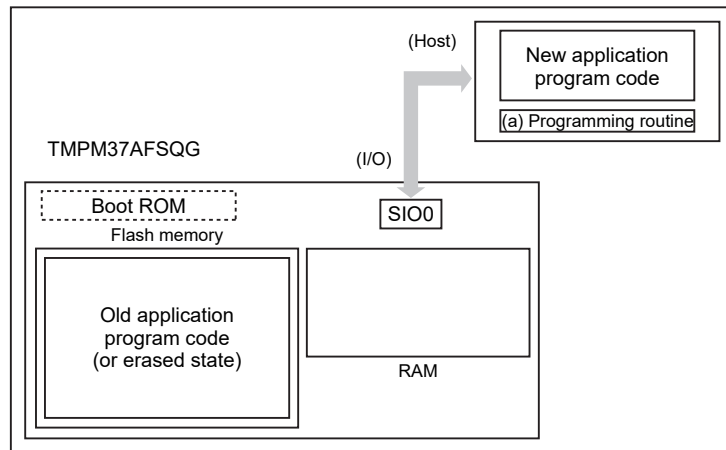 (Host)
New application
program code
(a) Programming routine
TMPM37AFSQG
(I/O)
Boot ROM
SIO0
Flash memory
Old application
program code
(or erased state)
RAM